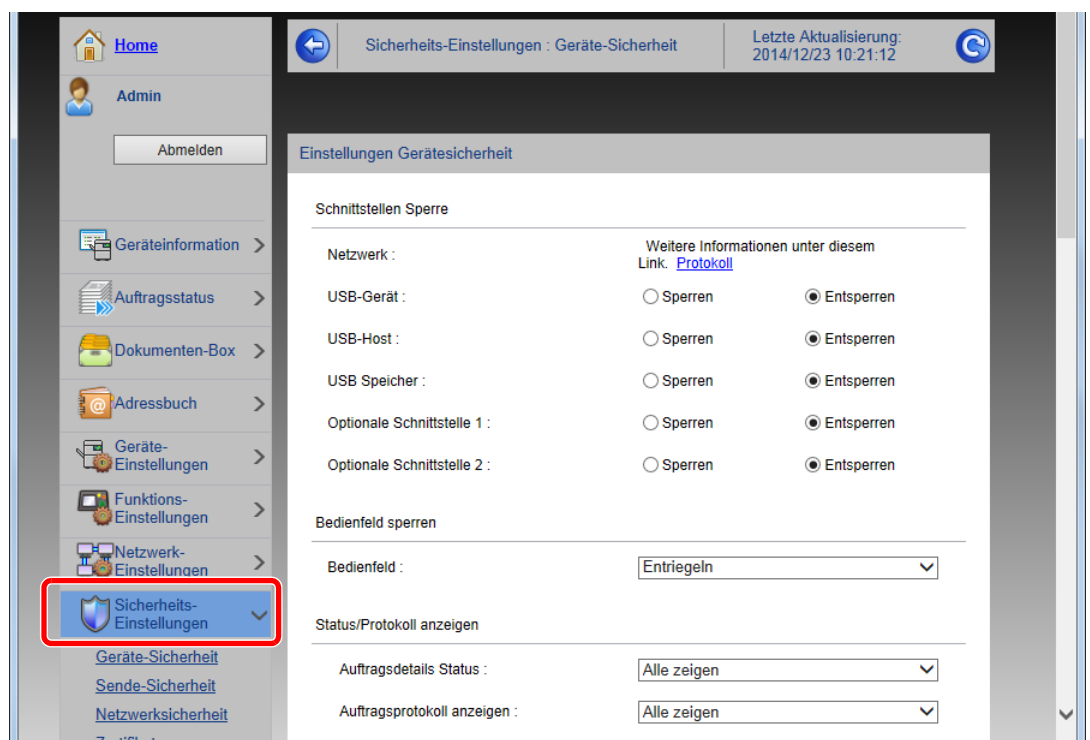 Home
Admin
Abmelden
Geräteinformation
Auftragsstatus
Dokumenten-Box
Adressbuch
Geräte-
Einstellungen
Funktions-
Einstellungen
Netzwerk-
Einstellungen
Sicherheits-
Einstellungen
Geräte-Sicherheit
Sende-Sicherheit
Netzwerksicherheit
Sicherheits-Einstellungen : Geräte-Sicherheit
Letzte Aktualisierung:
2014/12/23 10:21:12
Einstellungen Gerätesicherheit
Schnittstellen Sperre
Netzwerk : Weitere Informationen unter diesem
Link. Protokoll
USB-Gerät : Sperren Entsperren
USB-Host : Sperren Entsperren
USB Speicher : Sperren Entsperren
Optionale Schnittstelle 1 : Sperren Entsperren
Optionale Schnittstelle 2 : Sperren Entsperren
Bedienfeld sperren
Bedienfeld : Entriegeln
Status/Protokoll anzeigen
Auftragsdetails Status : Alle zeigen
Auftragsprotokoll anzeigen : Alle zeigen